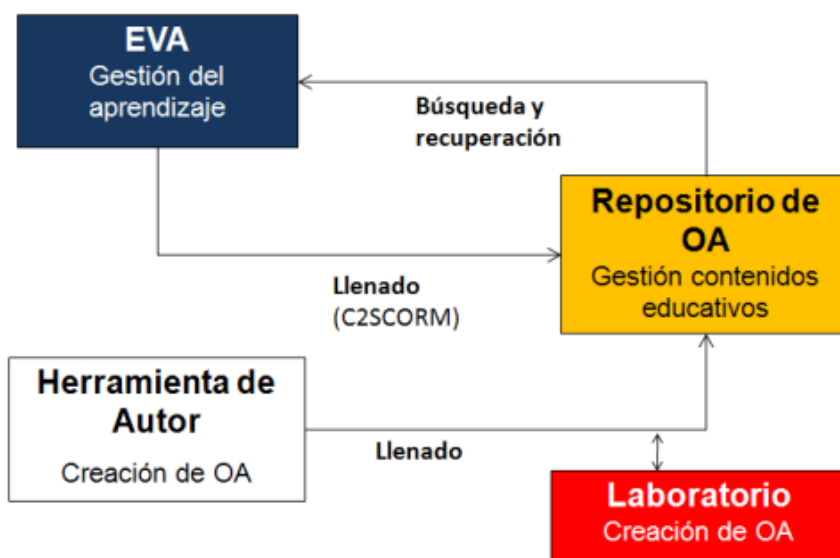 EVA
Gestión del
aprendizaje
Búsqueda y
recuperación
Repositorio de
OA
Gestión contenidos
educativos
Llenado
(C2SCORM)
Herramienta de
Autor
Creación de OA
Llenado
Laboratorio
Creación de OA